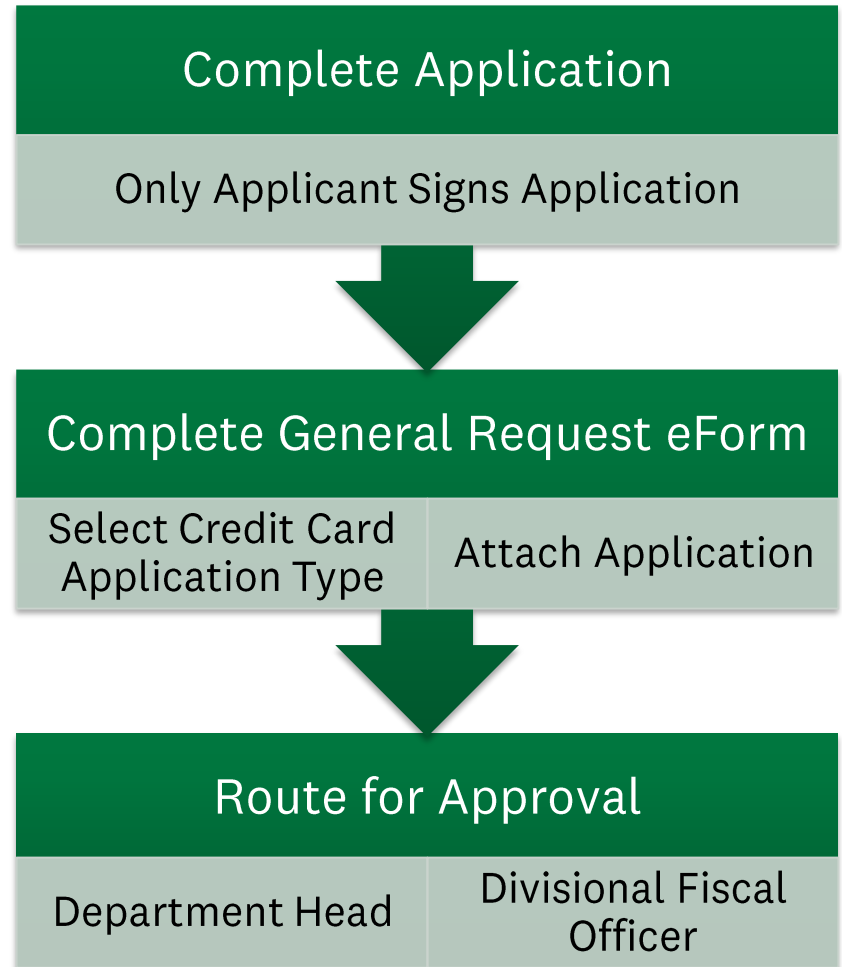 Complete Application
Only Applicant Signs Application
Complete General Request eForm
Select Credit Card
Application Type
Attach Application
Route for Approval
Department Head
Divisional Fiscal
Officer